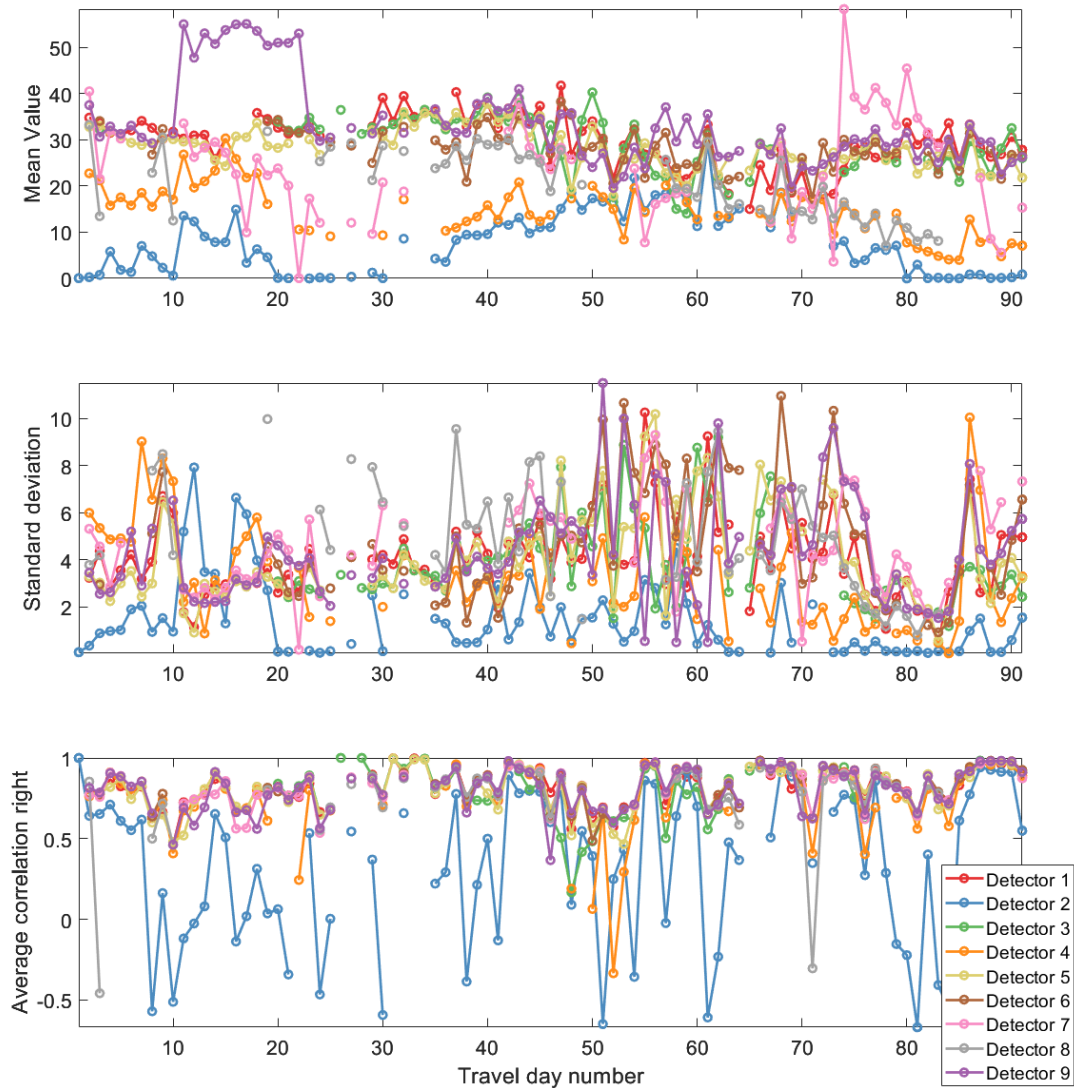 50
40
30
20
10
0
Mean Value
10 20 30 40 50 60 70 80 90
10
8
6
4
2
Standard deviation
10 20 30 40 50 60 70 80 90
1
0.5
0
-0.5
Average correlation right
10 20 30 40 50 60 70 80
Travel day number
Detector 1
Detector 2
Detector 3
Detector 4
Detector 5
Detector 6
Detector 7
Detector 8
Detector 9